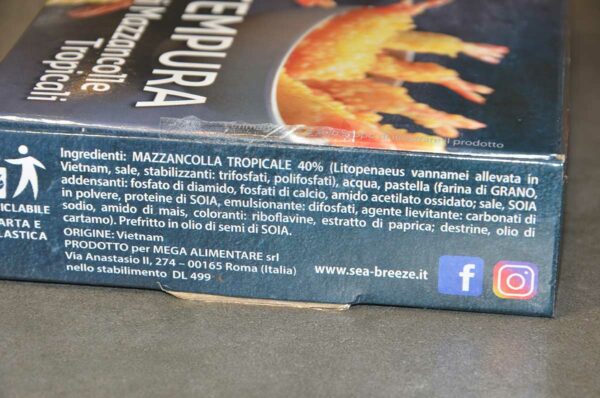 TEMPURA
di Mazzancolle
Tropicali
prodotto
Ingredienti: MAZZANCOLLA TROPICALE 40% (Litopenaeus vannamei allevata in
Vietnam, sale, stabilizzanti: trifosfati, polifosfati), acqua, pastella (farina di GRANO,
addensanti: fosfato di diamido, fosfati di calcio, amido acetilato ossidato; sale, SOIA
in polvere, proteine di SOIA, emulsionante: difosfati, agente lievitante: carbonati di
sodio, amido di mais, coloranti: riboflavine, estratto di paprica; destrine, olio di
cartamo). Prefritto in olio di semi di SOIA.
ORIGINE: Vietnam
PRODOTTO per MEGA ALIMENTARE srl
Via Anastasio II, 274 – 00165 Roma (Italia)
nello stabilimento DL 499
www.sea-breeze.it
ICLABILE
ARTA E
LASTICA